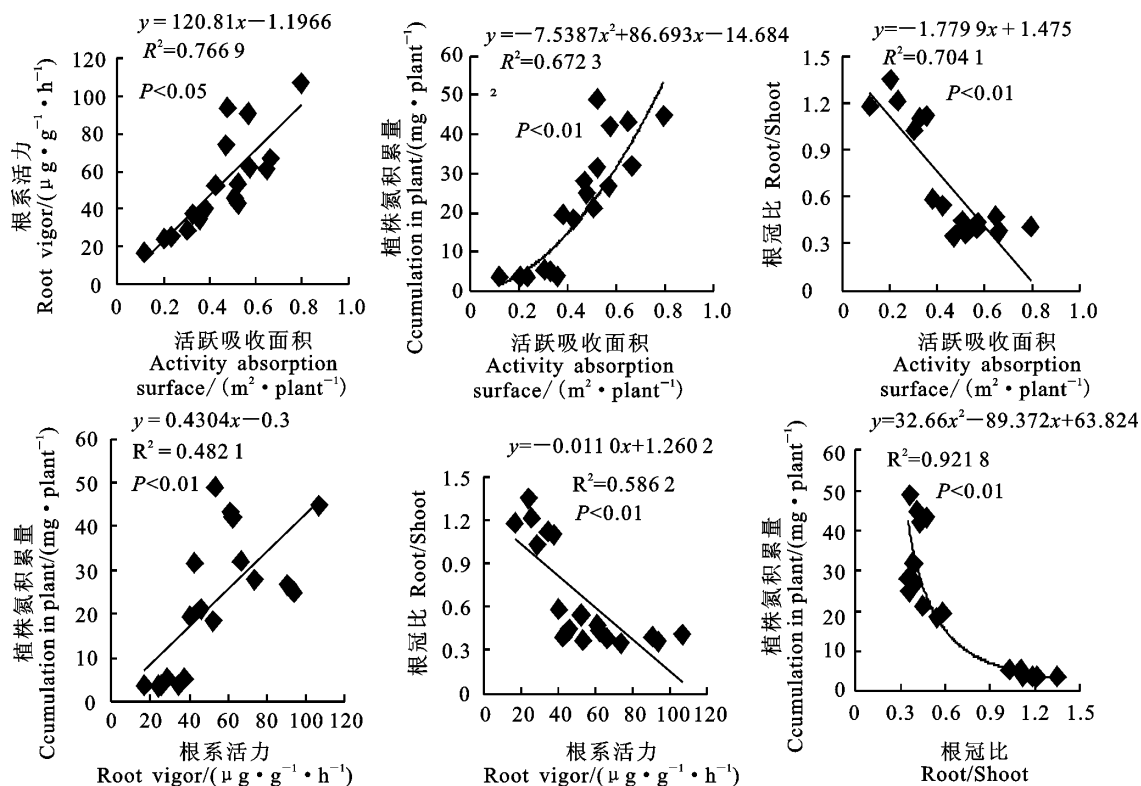 y = 120.81x－1.1966
R²=0.766 9
P<0.05
120
100
80
60
40
20
0
0 0.2 0.4 0.6 0.8 1.0
根系活力
Root vigor/(μg·g⁻¹·h⁻¹)
活跃吸收面积
Activity absorption
surface/(m²·plant⁻¹)
y=－7.5387x²+86.693x－14.684
R²=0.672 3
2
P<0.01
60
50
40
30
20
10
0
0 0.2 0.4 0.6 0.8 1.0
植株氮积累量
Ccumulation in plant/(mg·plant⁻¹)
活跃吸收面积
Activity absorption
surface/(m²·plant⁻¹)
y=－1.779 9x+1.475
R²=0.704 1
P<0.01
1.5
1.2
0.9
0.6
0.3
0
0 0.2 0.4 0.6 0.8 1.0
根冠比 Root/Shoot
活跃吸收面积
Activity absorption
surface/(m²·plant⁻¹)
y = 0.4304x－0.3
R²=0.482 1
P<0.01
60
50
40
30
20
10
0
0 20 40 60 80 100 120
植株氮积累量
Ccumulation in plant/(mg·plant⁻¹)
根系活力
Root vigor/(μg·g⁻¹·h⁻¹)
y=－0.011 0x+1.260 2
R²=0.586 2
P<0.01
1.5
1.2
0.9
0.6
0.3
0
0 20 40 60 80 100 120
根冠比 Root/Shoot
根系活力
Root vigor/(μg·g⁻¹·h⁻¹)
y=32.66x²－89.372x+63.824
R²=0.921 8
P<0.01
60
50
40
30
20
10
0
0 0.3 0.6 0.9 1.2 1.5
植株氮积累量
Ccumulation in plant/(mg·plant⁻¹)
根冠比
Root/Shoot